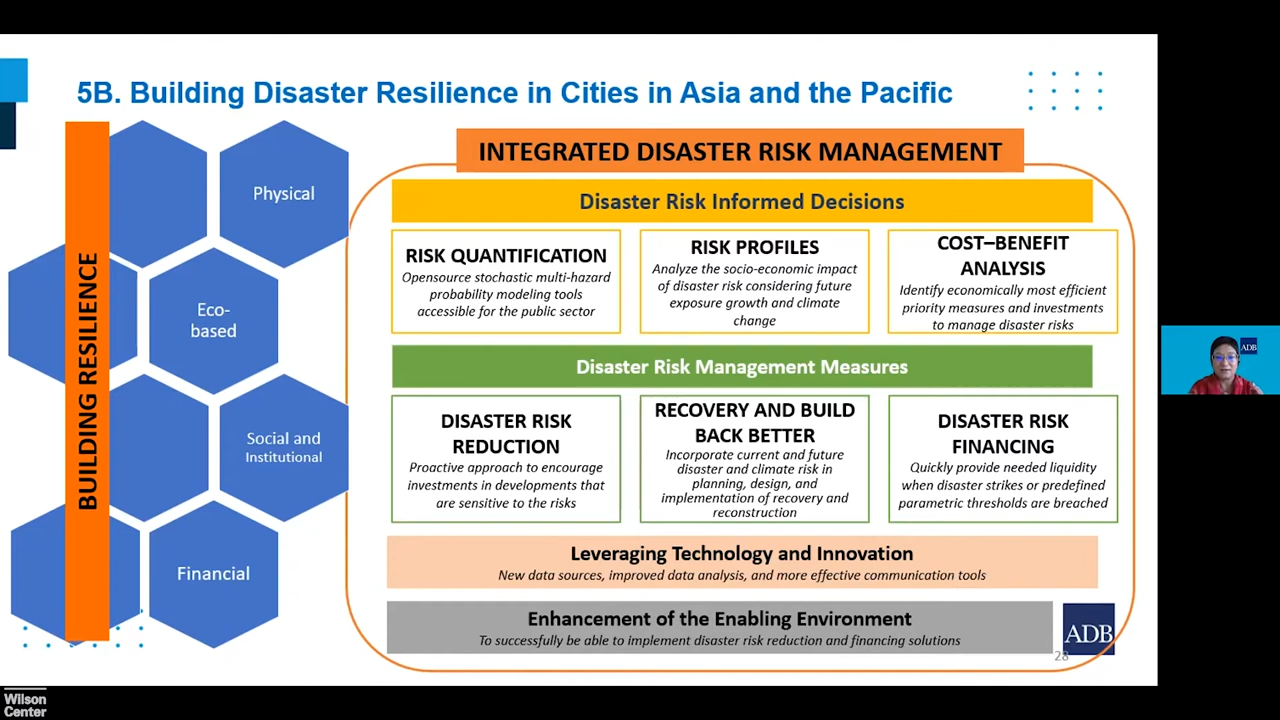 5B. Building Disaster Resilience in Cities in Asia and the Pacific
BUILDING RESILIENCE
Physical
Eco-
based
Social and
Institutional
Financial
INTEGRATED DISASTER RISK MANAGEMENT
Disaster Risk Informed Decisions
RISK QUANTIFICATION
Opensource stochastic multi-hazard
probability modeling tools
accessible for the public sector
RISK PROFILES
Analyze the socio-economic impact
of disaster risk considering future
exposure growth and climate
change
COST–BENEFIT
ANALYSIS
Identify economically most efficient
priority measures and investments
to manage disaster risks
Disaster Risk Management Measures
DISASTER RISK
REDUCTION
Proactive approach to encourage
investments in developments that
are sensitive to the risks
RECOVERY AND BUILD
BACK BETTER
Incorporate current and future
disaster and climate risk in
planning, design, and
implementation of recovery and
reconstruction
DISASTER RISK
FINANCING
Quickly provide needed liquidity
when disaster strikes or predefined
parametric thresholds are breached
Leveraging Technology and Innovation
New data sources, improved data analysis, and more effective communication tools
Enhancement of the Enabling Environment
To successfully be able to implement disaster risk reduction and financing solutions
ADB
28
ADB
Wilson
Center